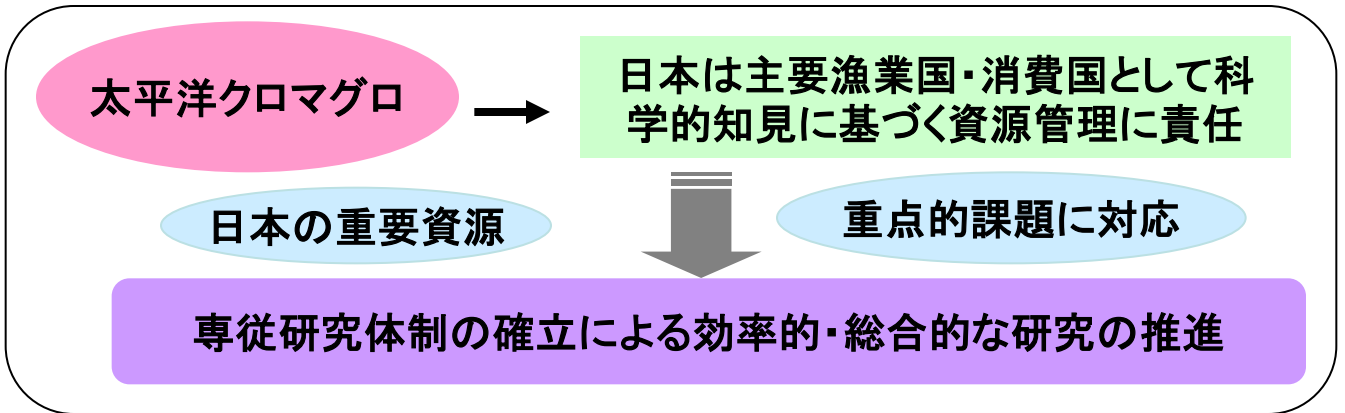 太平洋クロマグロ
日本は主要漁業国・消費国として科
学的知見に基づく資源管理に責任
日本の重要資源
重点的課題に対応
専従研究体制の確立による効率的・総合的な研究の推進